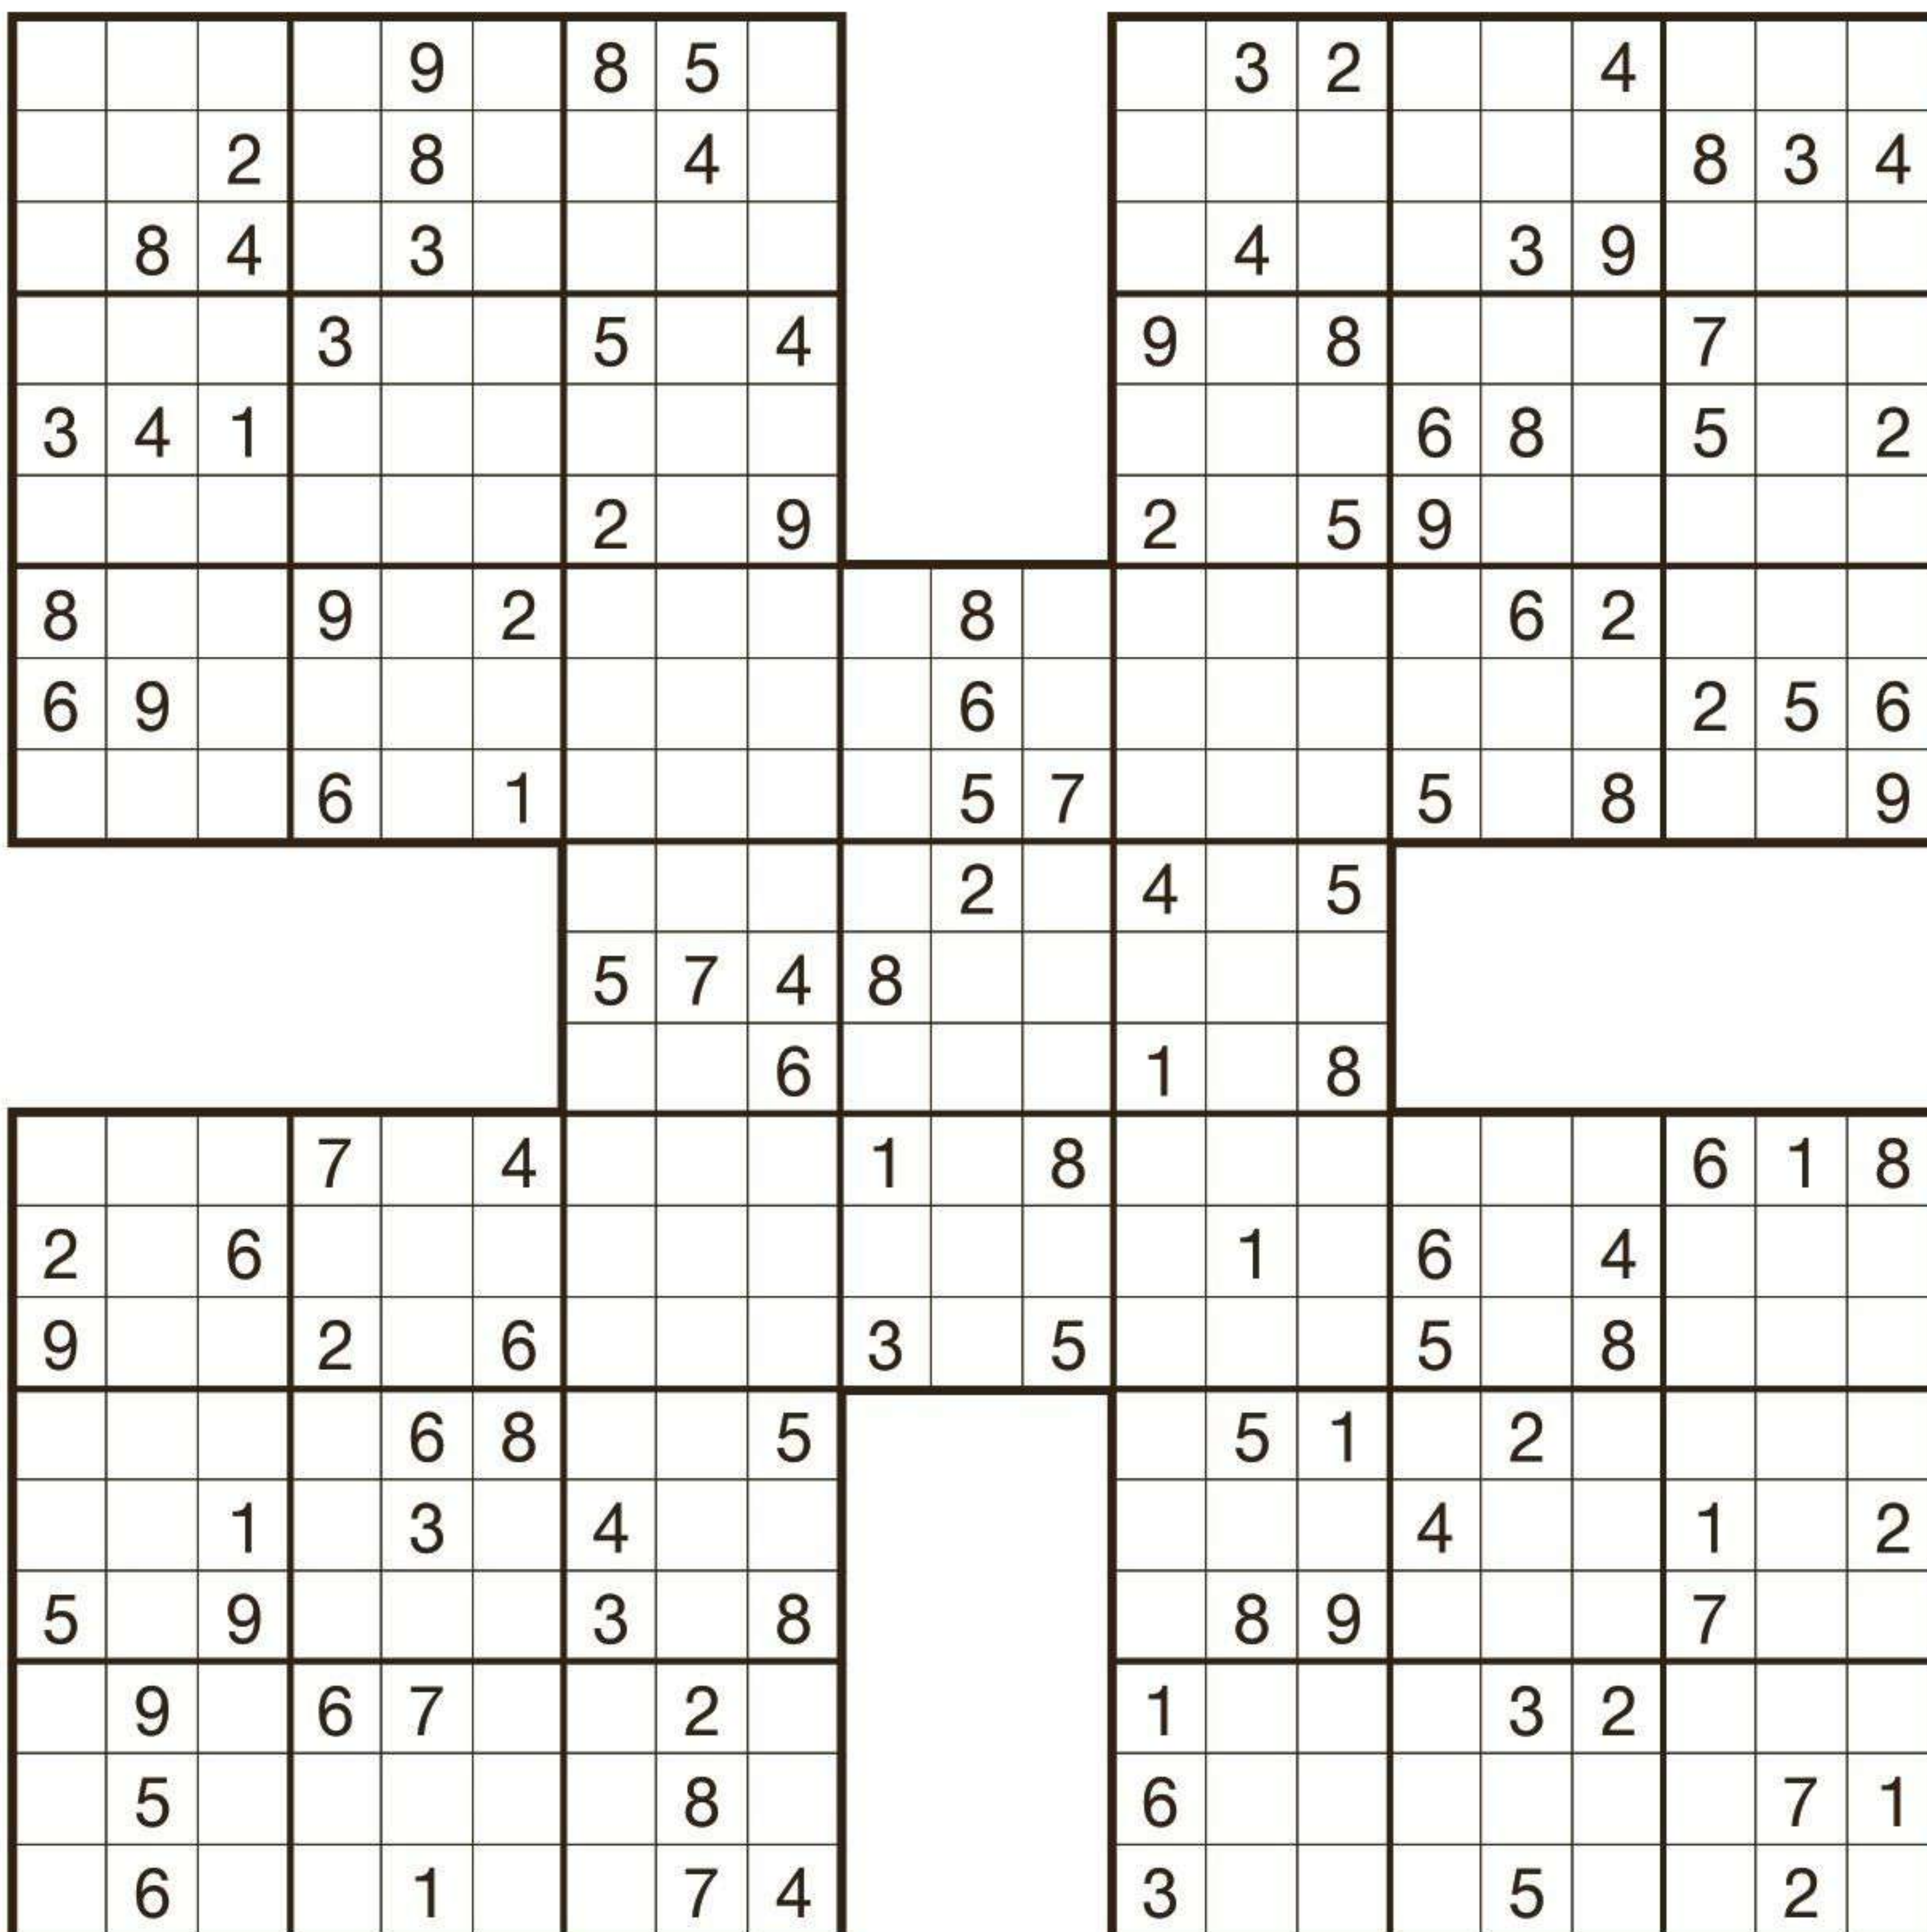 9 8 5 3 2 4
2 8 4 8 3 4
8 4 3 4 3 9
3 5 4 9 8 7
3 4 1 6 8 5 2
2 9 2 5 9
8 9 2 8 6 2
6 9 6 2 5 6
6 1 5 7 5 8 9
2 4 5
5 7 4 8
6 1 8
7 4 1 8 6 1 8
2 6 1 6 4
9 2 6 3 5 5 8
6 8 5 5 1 2
1 3 4 4 1 2
5 9 3 8 8 9 7
9 6 7 2 1 3 2
5 8 6 7 1
6 1 7 4 3 5 2